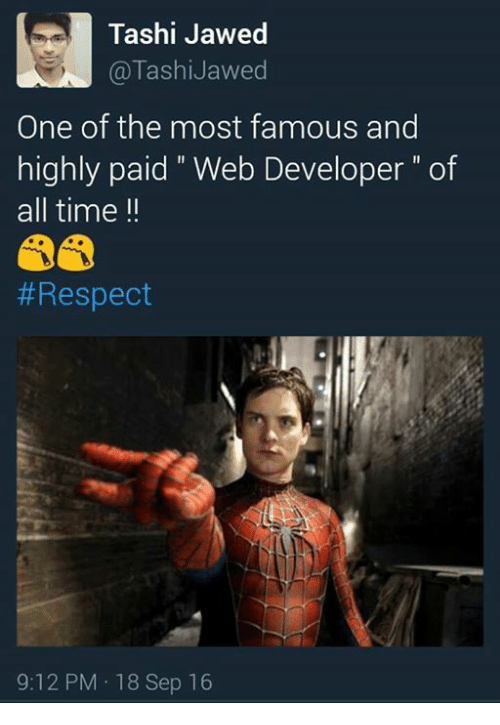 Tashi Jawed
@TashiJawed
One of the most famous and
highly paid " Web Developer " of
all time !!
#Respect
9:12 PM · 18 Sep 16